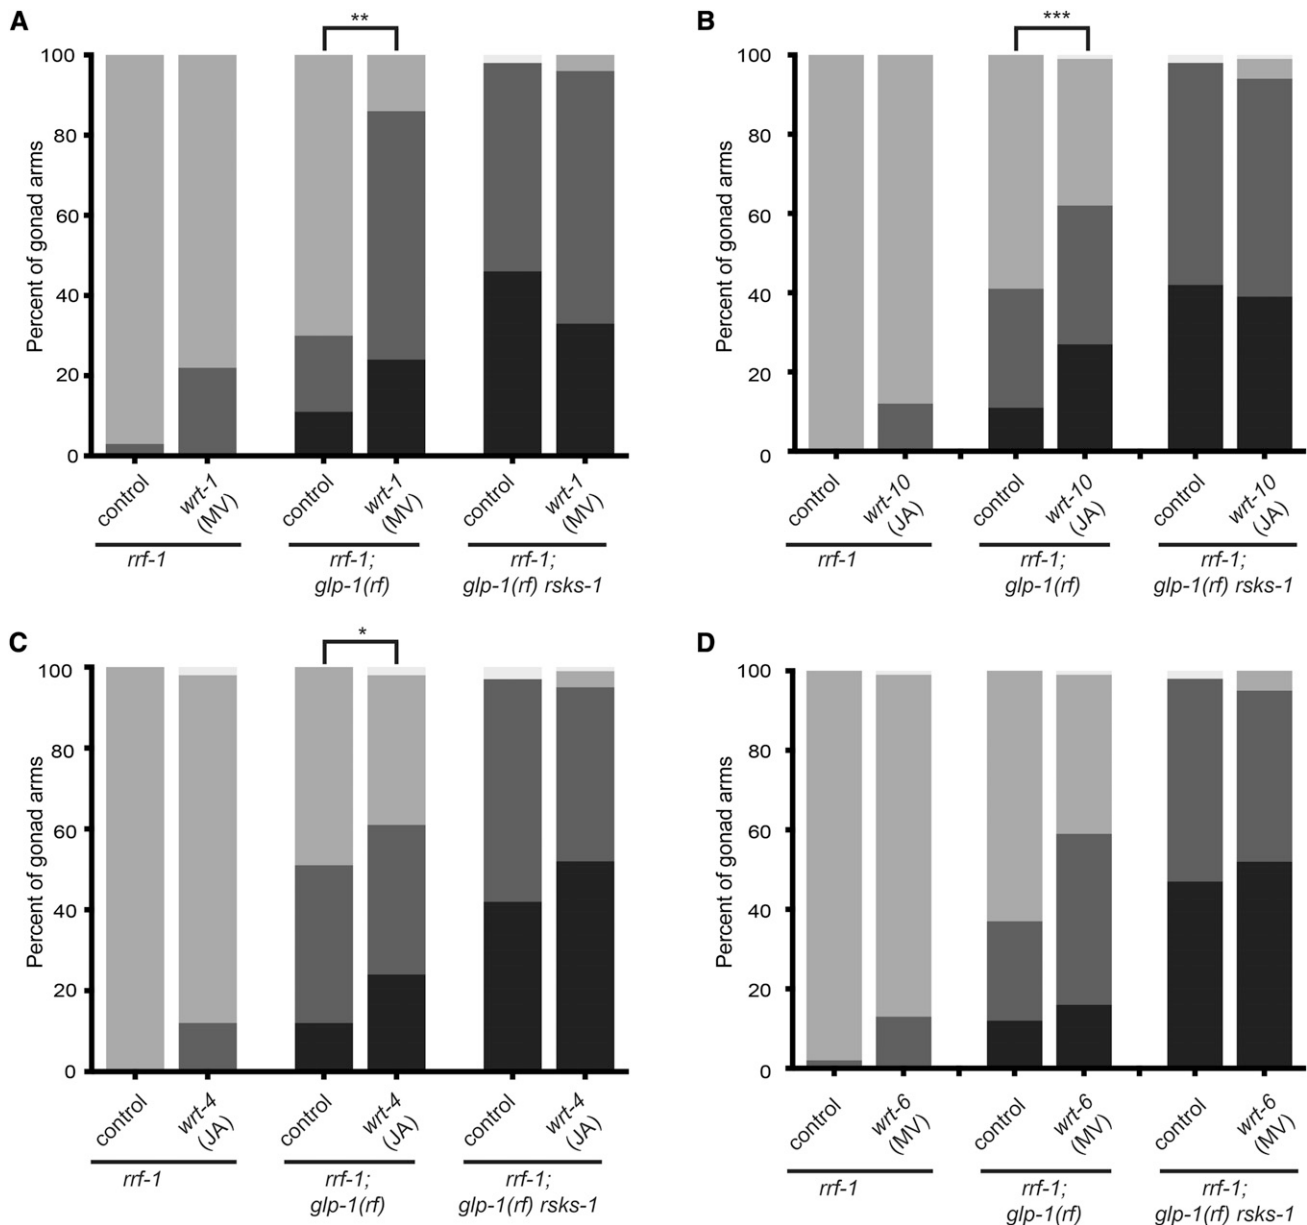 A
**
Percent of gonad arms
100
80
60
40
20
0
control
wrt-1
(MV)
control
wrt-1
(MV)
control
wrt-1
(MV)
rrf-1
rrf-1;
glp-1(rf)
rrf-1;
glp-1(rf) rsks-1
B
***
Percent of gonad arms
100
80
60
40
20
0
control
wrt-10
(JA)
control
wrt-10
(JA)
control
wrt-10
(JA)
rrf-1
rrf-1;
glp-1(rf)
rrf-1;
glp-1(rf) rsks-1
C
*
Percent of gonad arms
100
80
60
40
20
0
control
wrt-4
(JA)
control
wrt-4
(JA)
control
wrt-4
(JA)
rrf-1
rrf-1;
glp-1(rf)
rrf-1;
glp-1(rf) rsks-1
D
Percent of gonad arms
100
80
60
40
20
0
control
wrt-6
(MV)
control
wrt-6
(MV)
control
wrt-6
(MV)
rrf-1
rrf-1;
glp-1(rf)
rrf-1;
glp-1(rf) rsks-1